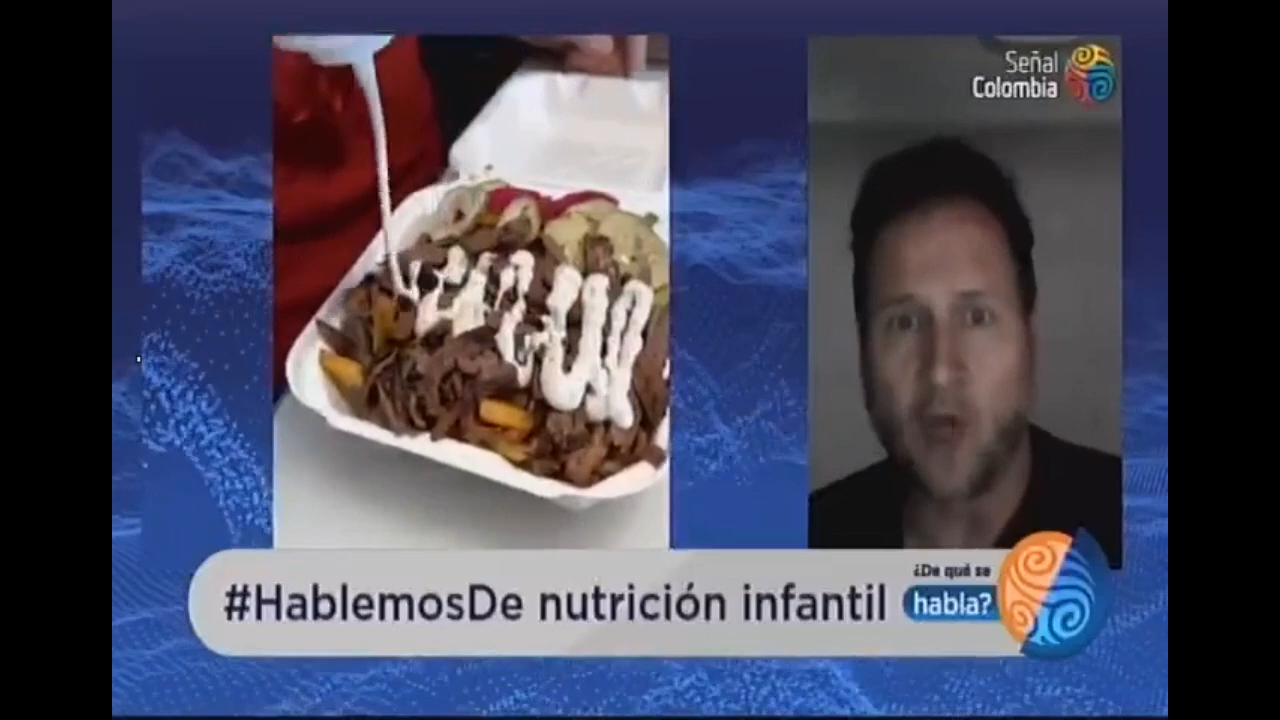 Señal
Colombia
#HablemosDe nutrición infantil
¿De qué se
habla?